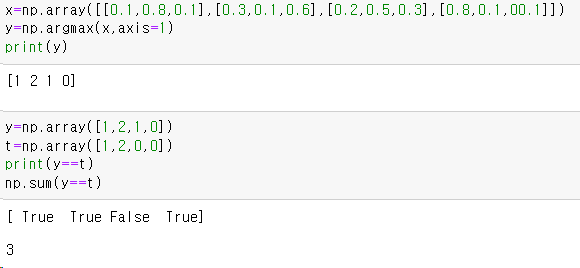 x=np.array([[0.1,0.8,0.1],[0.3,0.1,0.6],[0.2,0.5,0.3],[0.8,0.1,00.1]])
y=np.argmax(x,axis=1)
print(y)
[1 2 1 0]
y=np.array([1,2,1,0])
t=np.array([1,2,0,0])
print(y==t)
np.sum(y==t)
[ True  True False  True]
3